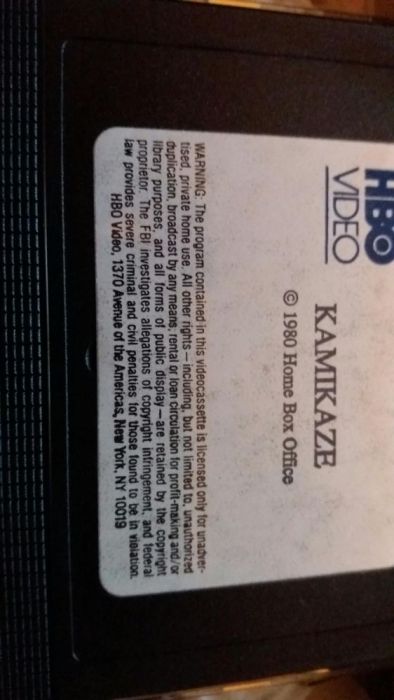 HBO
VIDEO
KAMIKAZE
© 1980 Home Box Office
WARNING: The program contained in this videocassette is licensed only for unadver-
tised, private home use. All other rights — including, but not limited to, unauthorized
duplication, broadcast by any means, rental or loan circulation for profit-making and/or
library purposes, and all forms of public display — are retained by the copyright
proprietor. The FBI investigates allegations of copyright infringement, and federal
law provides severe criminal and civil penalties for those found to be in violation.
HBO Video, 1370 Avenue of the Americas, New York, NY 10019